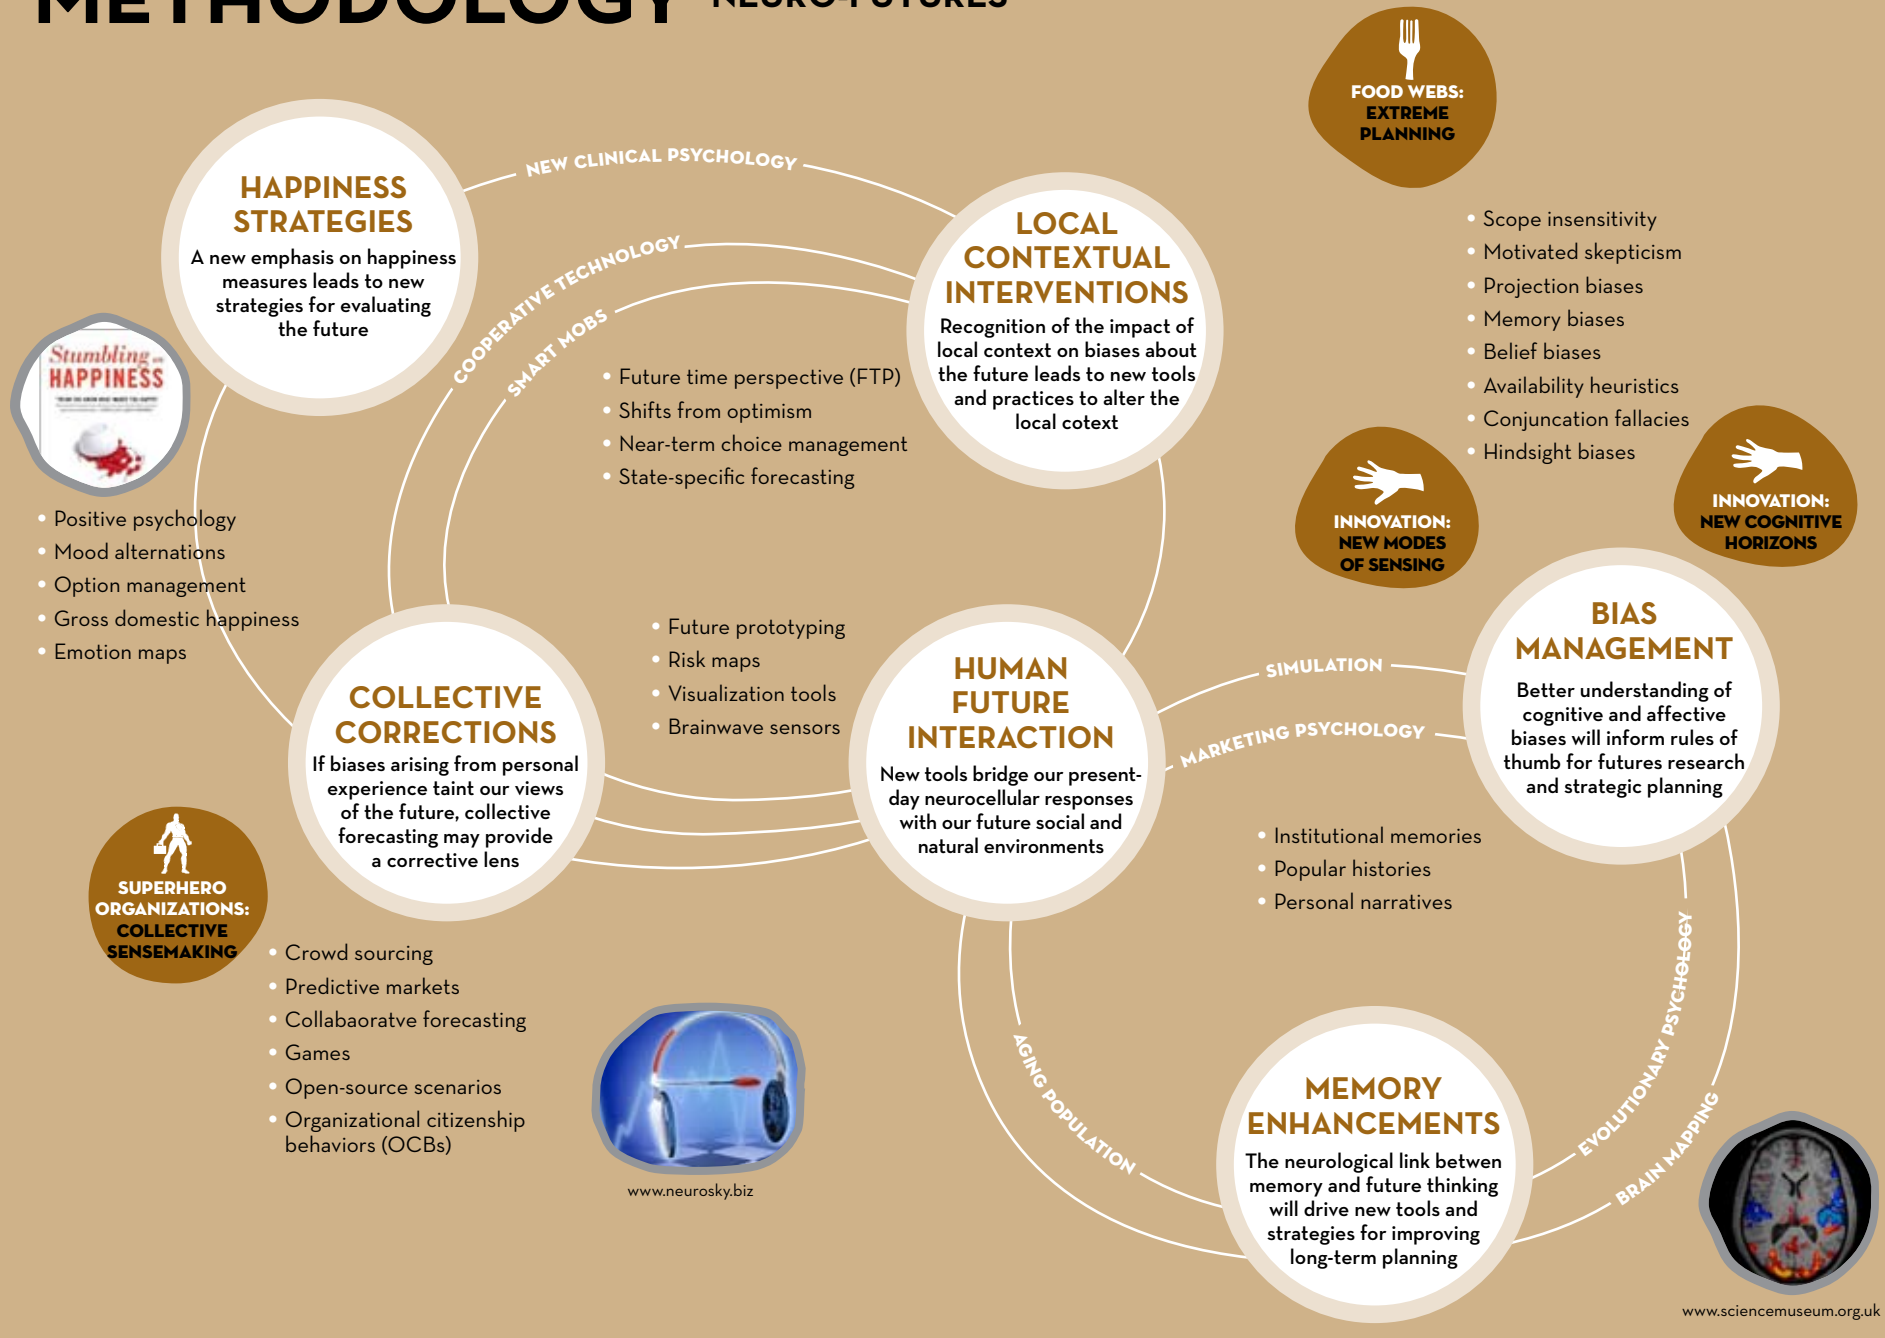 METHODOLOGY NEURO-FUTURES
FOOD WEBS:
EXTREME
PLANNING
HAPPINESS
STRATEGIES
A new emphasis on happiness
measures leads to new
strategies for evaluating
the future
NEW CLINICAL PSYCHOLOGY
COOPERATIVE TECHNOLOGY
SMART MOBS
LOCAL
CONTEXTUAL
INTERVENTIONS
Recognition of the impact of
local context on biases about
the future leads to new tools
and practices to alter the
local cotext
• Scope insensitivity
• Motivated skepticism
• Projection biases
• Memory biases
• Belief biases
• Availability heuristics
• Conjuncation fallacies
• Hindsight biases
Stumbling on
HAPPINESS
• Future time perspective (FTP)
• Shifts from optimism
• Near-term choice management
• State-specific forecasting
INNOVATION:
NEW MODES
OF SENSING
INNOVATION:
NEW COGNITIVE
HORIZONS
• Positive psychology
• Mood alternations
• Option management
• Gross domestic happiness
• Emotion maps
COLLECTIVE
CORRECTIONS
If biases arising from personal
experience taint our views
of the future, collective
forecasting may provide
a corrective lens
• Future prototyping
• Risk maps
• Visualization tools
• Brainwave sensors
HUMAN
FUTURE
INTERACTION
New tools bridge our present-
day neurocellular responses
with our future social and
natural environments
SIMULATION
MARKETING PSYCHOLOGY
BIAS
MANAGEMENT
Better understanding of
cognitive and affective
biases will inform rules of
thumb for futures research
and strategic planning
• Institutional memories
• Popular histories
• Personal narratives
SUPERHERO
ORGANIZATIONS:
COLLECTIVE
SENSEMAKING
• Crowd sourcing
• Predictive markets
• Collabaoratve forecasting
• Games
• Open-source scenarios
• Organizational citizenship
behaviors (OCBs)
www.neurosky.biz
AGING POPULATION
EVOLUTIONARY PSYCHOLOGY
BRAIN MAPPING
MEMORY
ENHANCEMENTS
The neurological link betwen
memory and future thinking
will drive new tools and
strategies for improving
long-term planning
www.sciencemuseum.org.uk